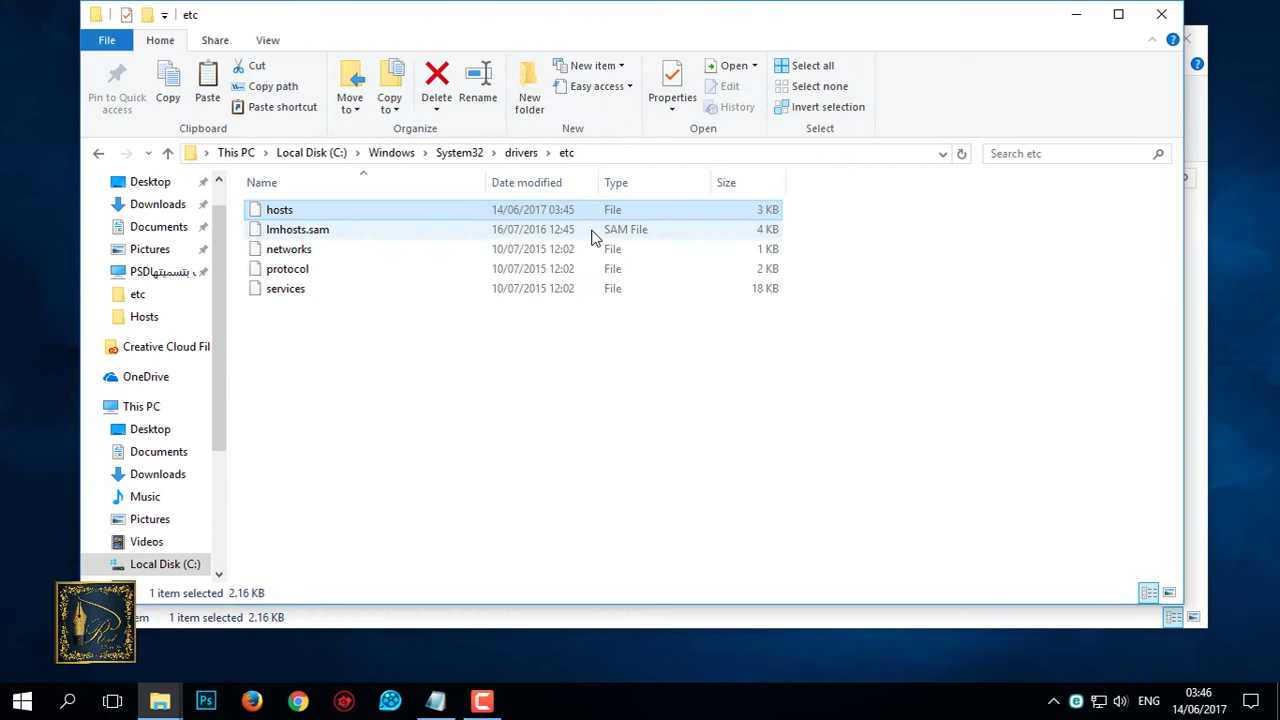 etc
File
Home
Share
View
Pin to Quick access
Copy
Paste
Cut
Copy path
Paste shortcut
Clipboard
Move to
Copy to
Delete
Rename
Organize
New folder
New item
Easy access
New
Properties
Open
Edit
History
Open
Select all
Select none
Invert selection
Select
This PC
Local Disk (C:)
Windows
System32
drivers
etc
Search etc
Name
Date modified
Type
Size
hosts 14/06/2017 03:45 File 3 KB
lmhosts.sam 16/07/2016 12:45 SAM File 4 KB
networks 10/07/2015 12:02 File 1 KB
protocol 10/07/2015 12:02 File 2 KB
services 10/07/2015 12:02 File 18 KB
Desktop
Downloads
Documents
Pictures
PSD بتسميتها
etc
Hosts
Creative Cloud Fil
OneDrive
This PC
Desktop
Documents
Downloads
Music
Pictures
Videos
Local Disk (C:)
1 item selected 2.16 KB
1 item selected 2.16 KB
ENG
03:46
14/06/2017